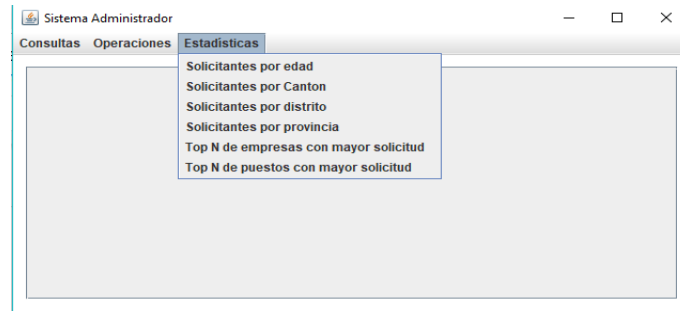 Sistema Administrador
Consultas Operaciones Estadísticas
Solicitantes por edad
Solicitantes por Canton
Solicitantes por distrito
Solicitantes por provincia
Top N de empresas con mayor solicitud
Top N de puestos con mayor solicitud